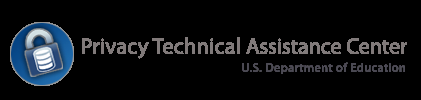 Privacy Technical Assistance Center
U.S. Department of Education